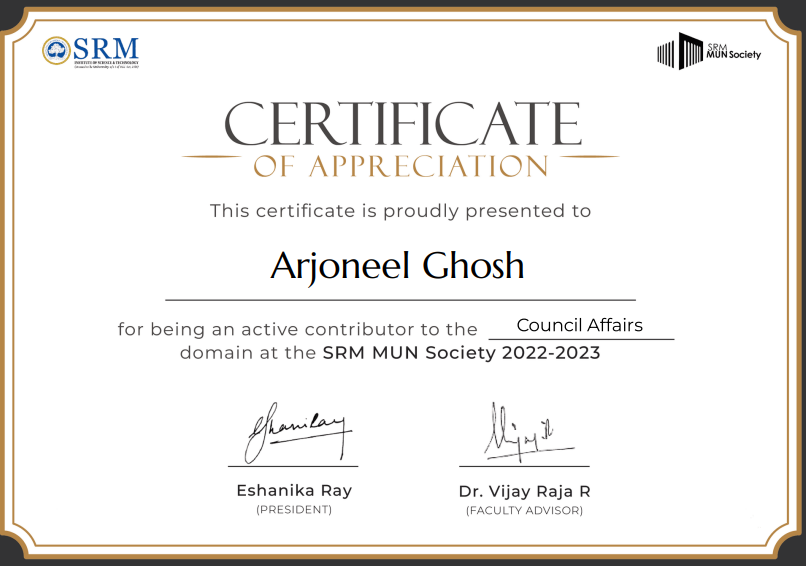 SRM
INSTITUTE OF SCIENCE & TECHNOLOGY
SRM
MUN Society
CERTIFICATE
OF APPRECIATION
This certificate is proudly presented to
Arjoneel Ghosh
for being an active contributor to the Council Affairs
domain at the SRM MUN Society 2022-2023
Eshanika Ray
Dr. Vijay Raja R
(PRESIDENT)
(FACULTY ADVISOR)